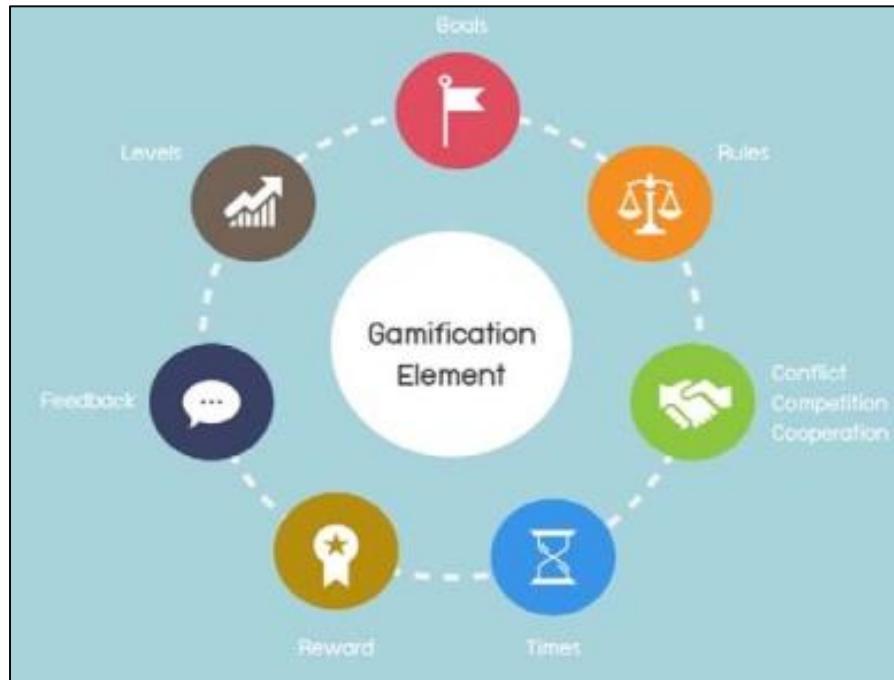 Goals
Levels
Rules
Gamification
Element
Feedback
Conflict
Competition
Cooperation
Reward
Times